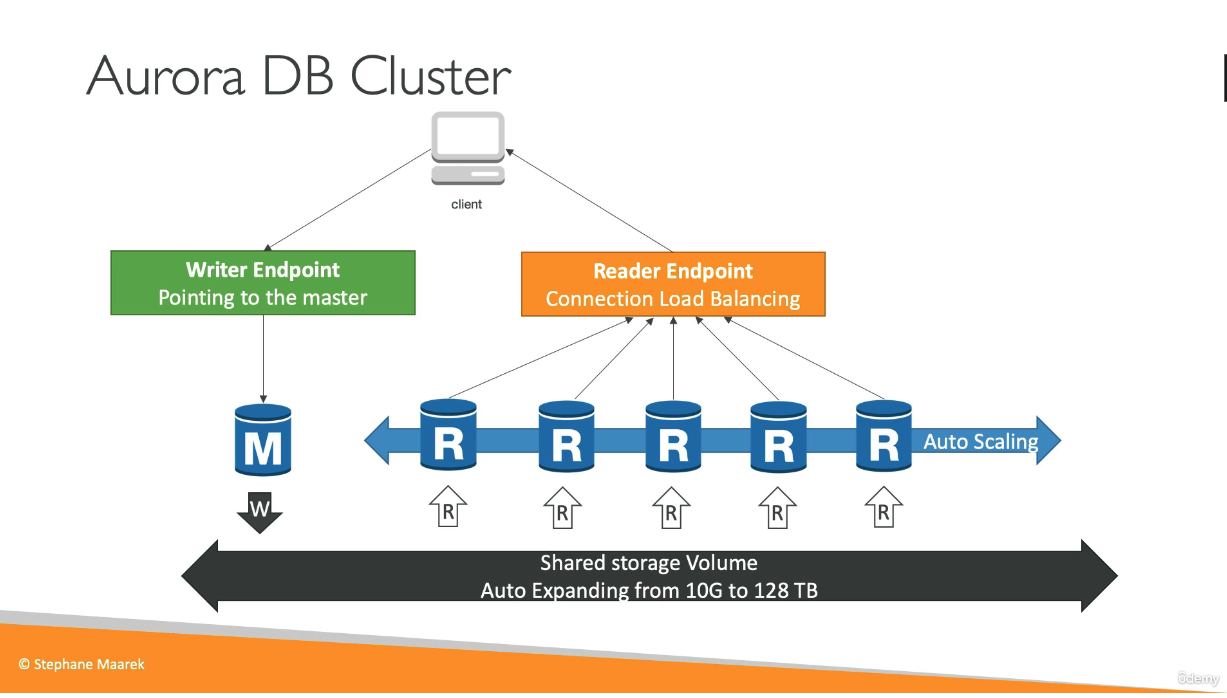 Aurora DB Cluster
client
Writer Endpoint
Pointing to the master
Reader Endpoint
Connection Load Balancing
M
R
R
R
R
R
Auto Scaling
W
R
R
R
R
R
Shared storage Volume
Auto Expanding from 10G to 128 TB
© Stephane Maarek
ûdemy